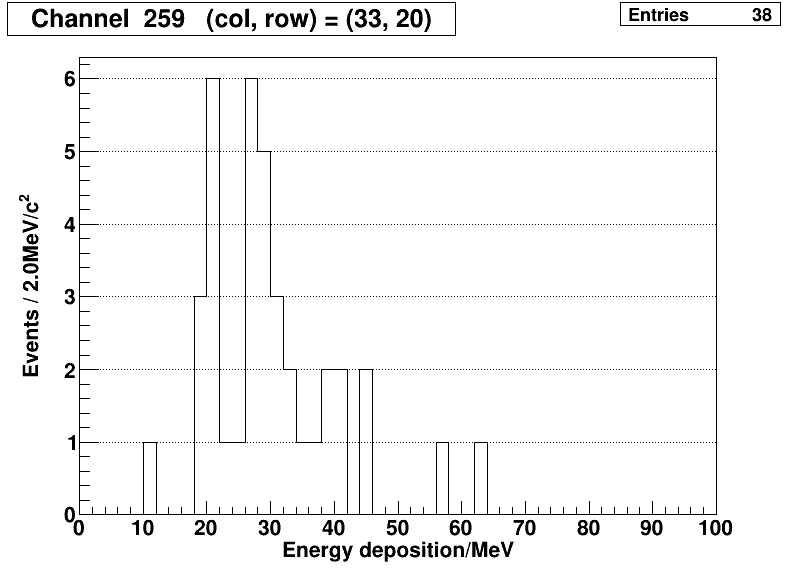 Channel 259 (col, row) = (33, 20)
Entries 38
6
5
4
3
2
1
0
Events / 2.0MeV/c²
0 10 20 30 40 50 60 70 80 90 100
Energy deposition/MeV